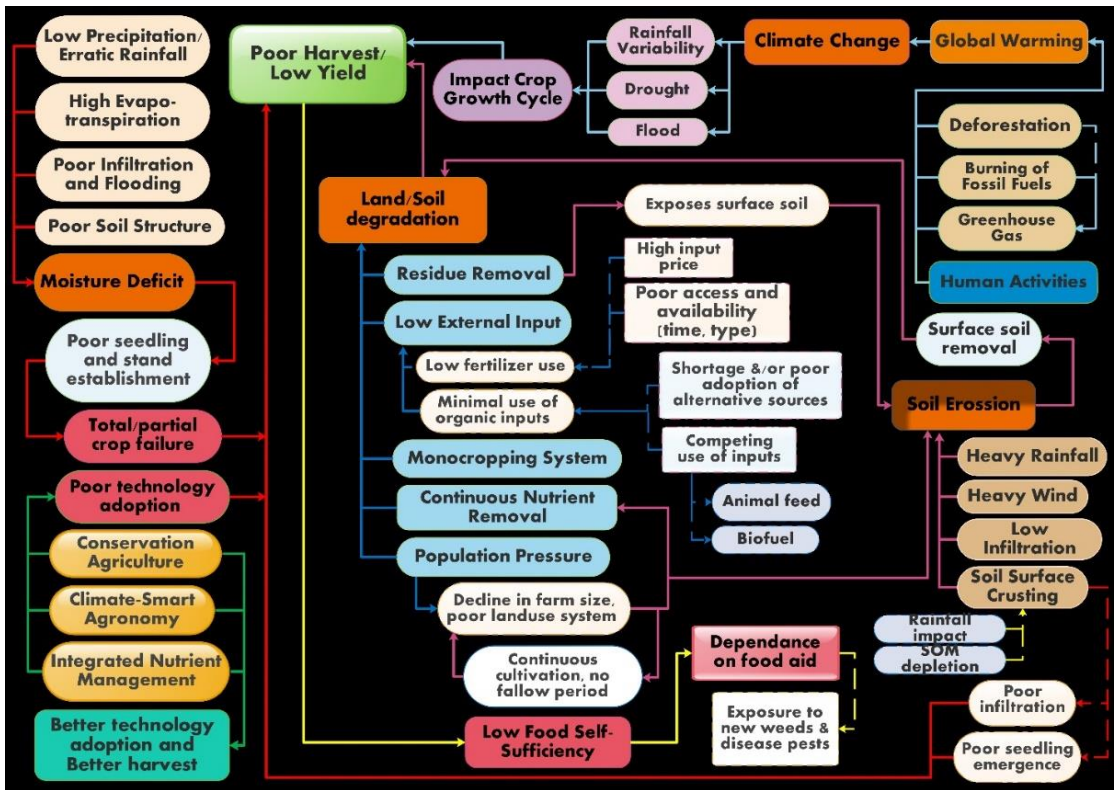 Low Precipitation/
Erratic Rainfall
High Evapo-
transpiration
Poor Infiltration
and Flooding
Poor Soil Structure
Moisture Deficit
Poor seedling
and stand
establishment
Total/partial
crop failure
Poor technology
adoption
Conservation
Agriculture
Climate-Smart
Agronomy
Integrated Nutrient
Management
Better technology
adoption and
Better harvest
Poor Harvest/
Low Yield
Impact Crop
Growth Cycle
Rainfall
Variability
Drought
Flood
Climate Change
Global Warming
Deforestation
Burning of
Fossil Fuels
Greenhouse
Gas
Human Activities
Land/Soil
degradation
Exposes surface soil
Residue Removal
High input
price
Poor access and
availability
(time, type)
Low External Input
Low fertilizer use
Minimal use of
organic inputs
Shortage &/or poor
adoption of
alternative sources
Competing
use of inputs
Animal feed
Biofuel
Monocropping System
Continuous Nutrient
Removal
Population Pressure
Decline in farm size,
poor landuse system
Continuous
cultivation, no
fallow period
Surface soil
removal
Soil Erossion
Heavy Rainfall
Heavy Wind
Low
Infiltration
Soil Surface
Crusting
Rainfall
impact
SOM
depletion
Poor
infiltration
Poor seedling
emergence
Dependance
on food aid
Exposure to
new weeds &
disease pests
Low Food Self-
Sufficiency